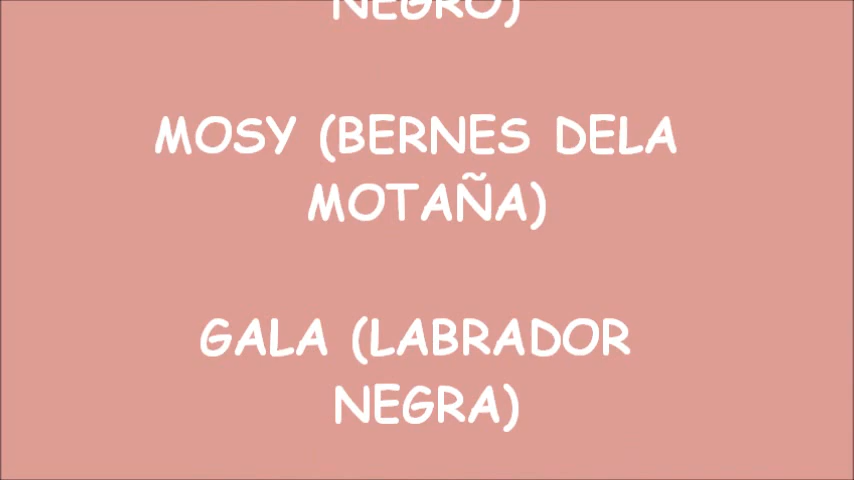 NEGRO)
MOSY (BERNES DELA
MOTAÑA)
GALA (LABRADOR
NEGRA)